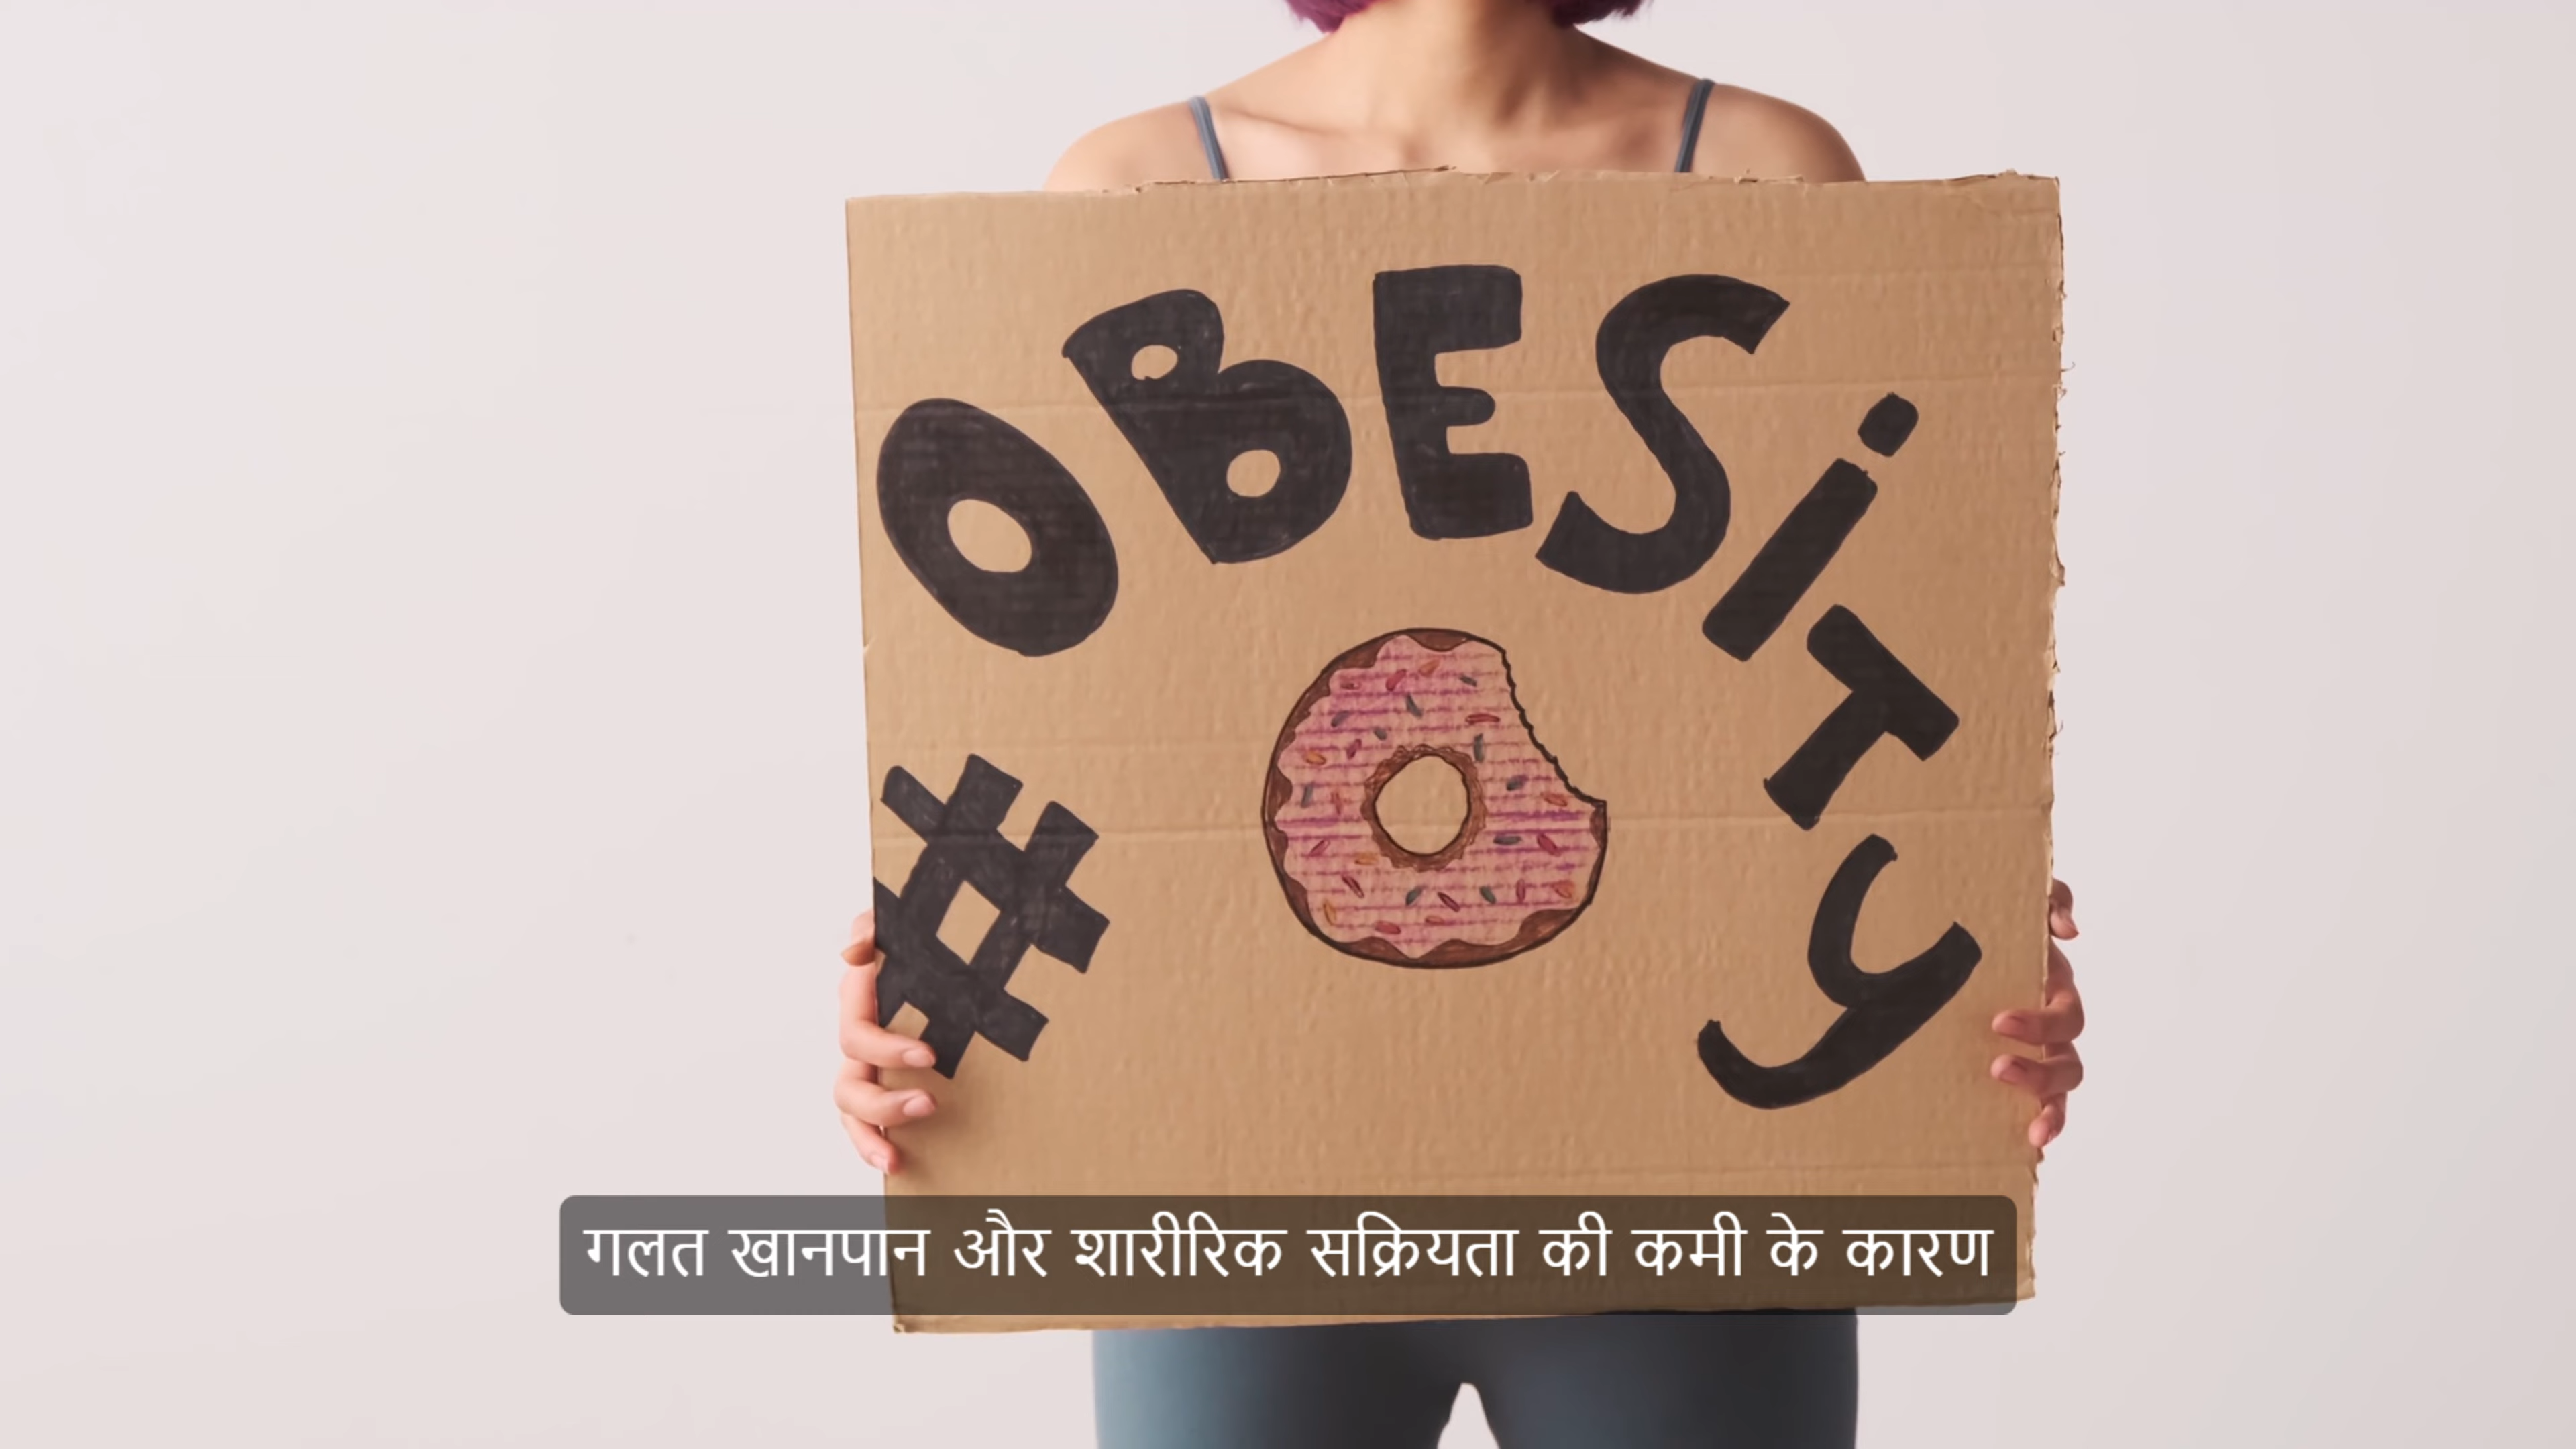 #OBESiTy
गलत खानपान और शारीरिक सक्रियता की कमी के कारण